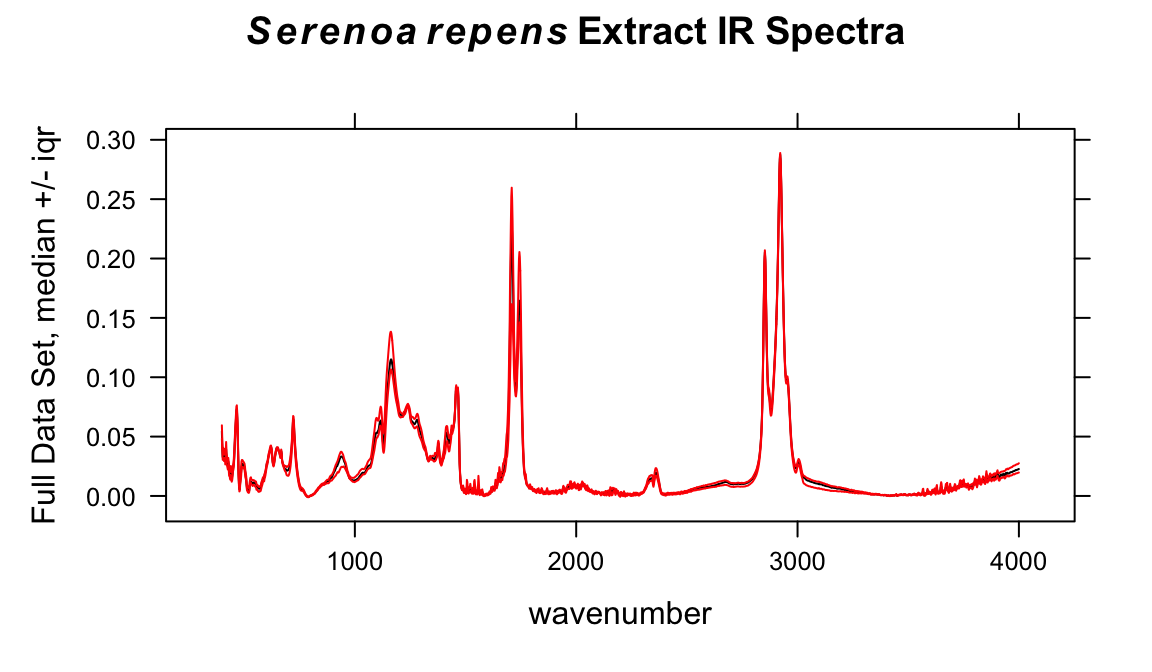 Serenoa repens Extract IR Spectra
Full Data Set, median +/- iqr
0.30
0.25
0.20
0.15
0.10
0.05
0.00
1000 2000 3000 4000
wavenumber